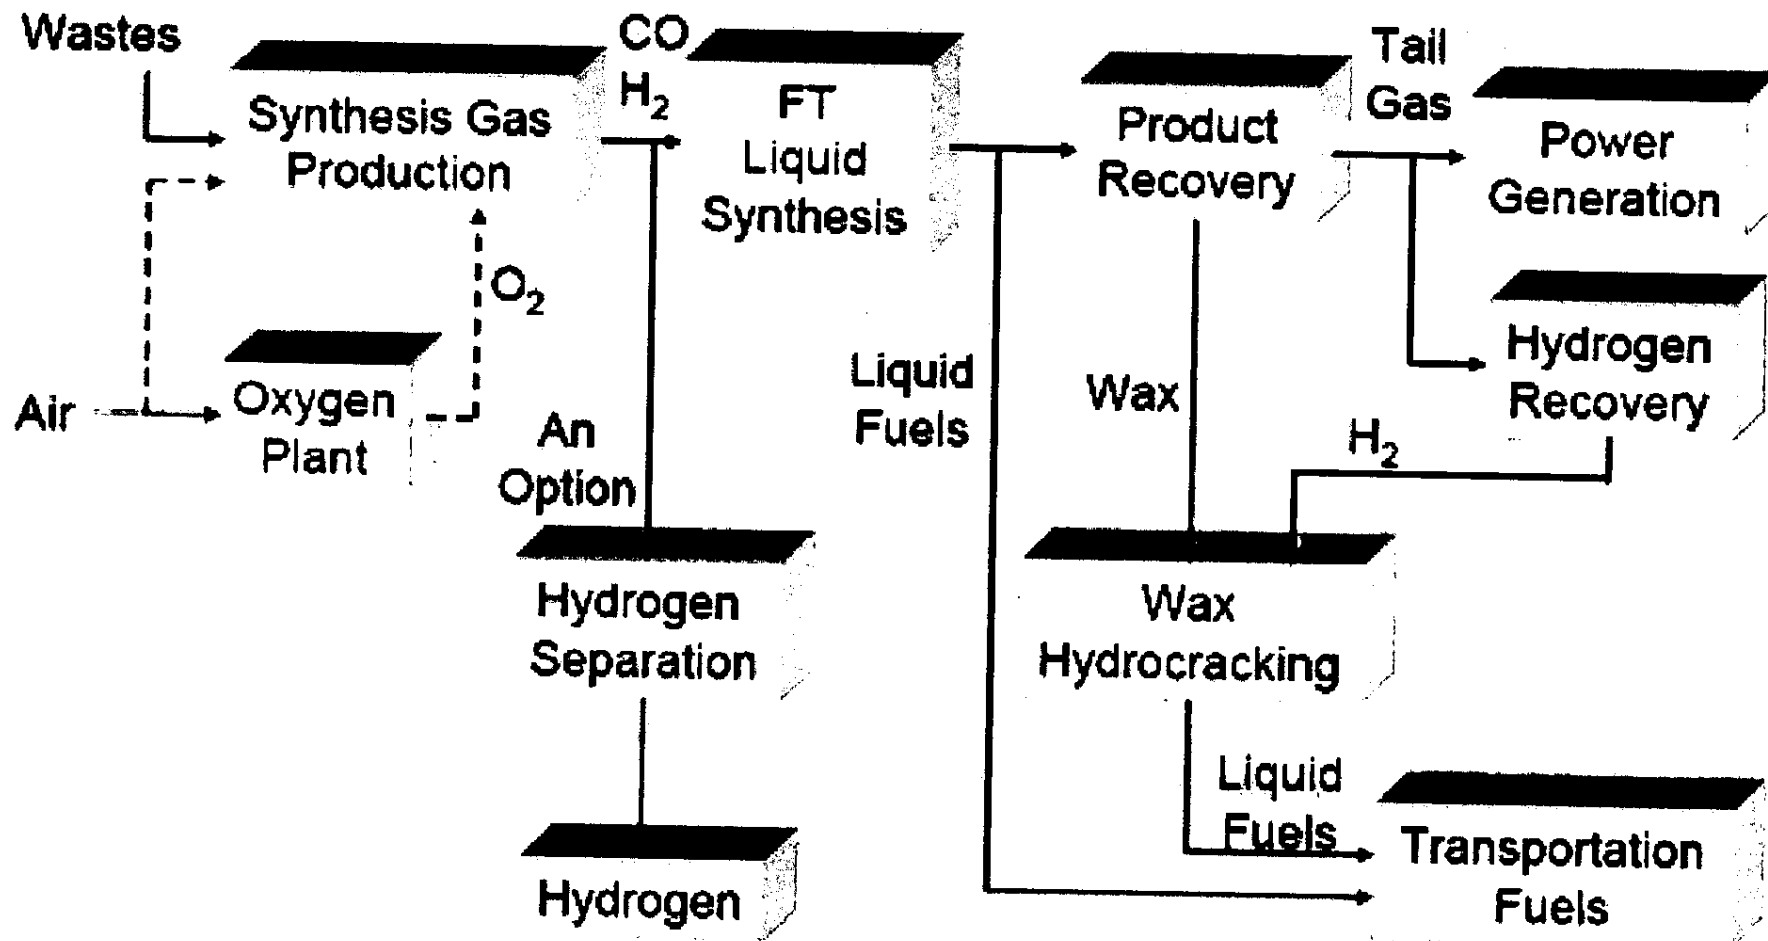 Wastes
Synthesis Gas
Production
CO
H₂
FT
Liquid
Synthesis
Product
Recovery
Tail
Gas
Power
Generation
O₂
Air
Oxygen
Plant
An
Option
Liquid
Fuels
Wax
H₂
Hydrogen
Recovery
Hydrogen
Separation
Wax
Hydrocracking
Liquid
Fuels
Hydrogen
Transportation
Fuels